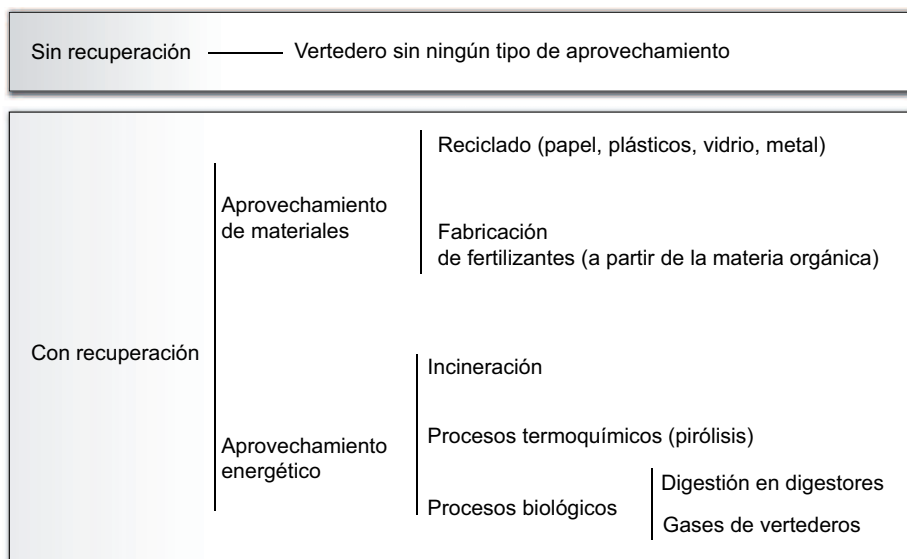 Sin recuperación
Vertedero sin ningún tipo de aprovechamiento
Con recuperación
Aprovechamiento
de materiales
Reciclado (papel, plásticos, vidrio, metal)
Fabricación
de fertilizantes (a partir de la materia orgánica)
Aprovechamiento
energético
Incineración
Procesos termoquímicos (pirólisis)
Procesos biológicos
Digestión en digestores
Gases de vertederos